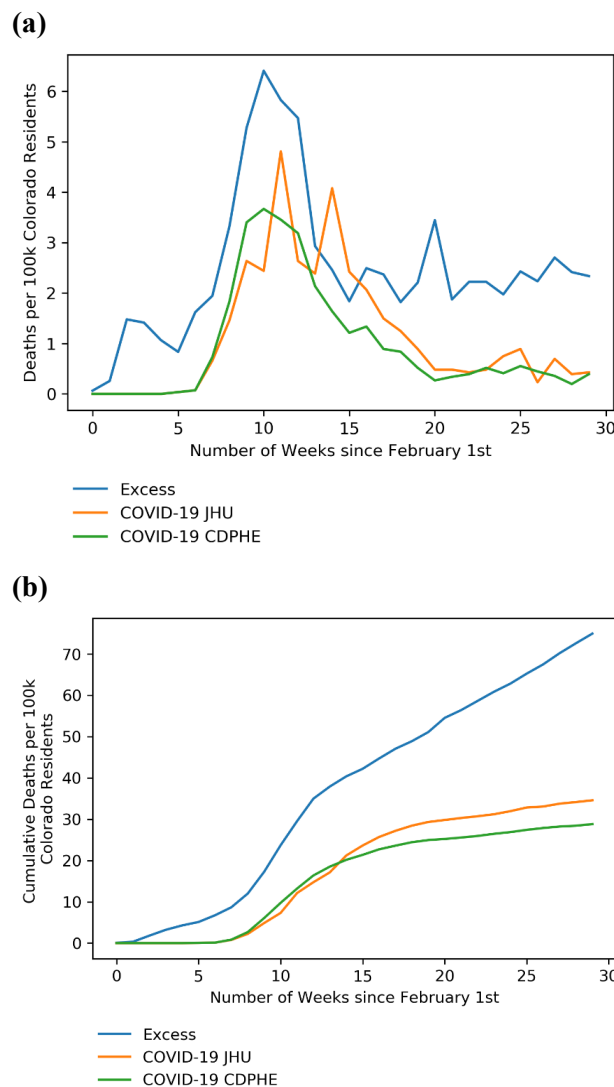 (a)
6
5
4
3
2
1
0
Deaths per 100k Colorado Residents
0 5 10 15 20 25 30
Number of Weeks since February 1st
Excess
COVID-19 JHU
COVID-19 CDPHE
(b)
70
60
50
40
30
20
10
0
Cumulative Deaths per 100k
Colorado Residents
0 5 10 15 20 25 30
Number of Weeks since February 1st
Excess
COVID-19 JHU
COVID-19 CDPHE